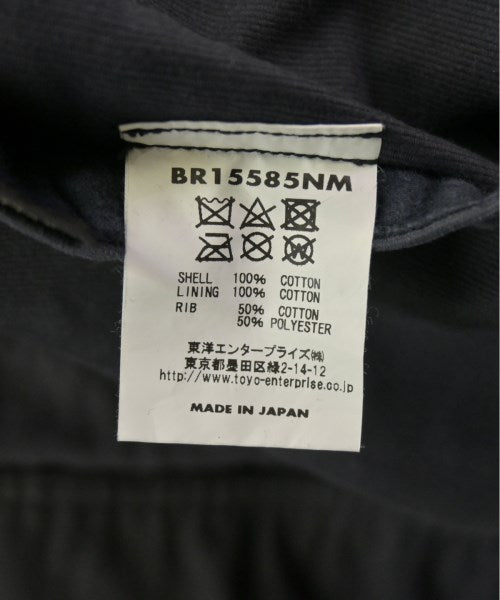 BR15585NM
SHELL 100% COTTON
LINING 100% COTTON
RIB 50% COTTON
50% POLYESTER
東洋エンタープライズ㈱
東京都墨田区緑2-14-12
http://www.toyo-enterprise.co.jp
MADE IN JAPAN